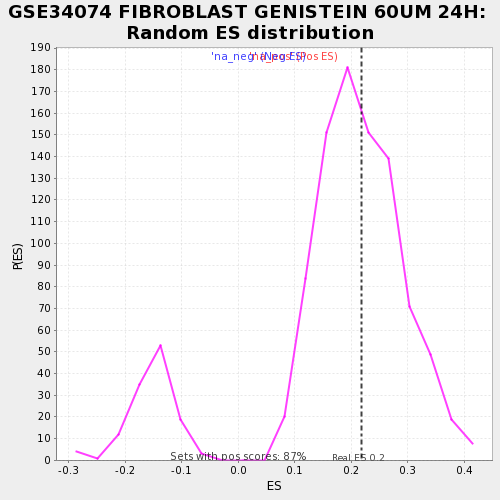 GSE34074 FIBROBLAST GENISTEIN 60UM 24H:
Random ES distribution
'na_neg' (Neg ES) 'na_pos' (Pos ES)
190
180
170
160
150
140
130
120
110
100
90
80
70
60
50
40
30
20
10
0
P(ES)
Sets with pos scores: 87%
Real ES 0.2
-0.3 -0.2 -0.1 0.0 0.1 0.2 0.3 0.4
ES